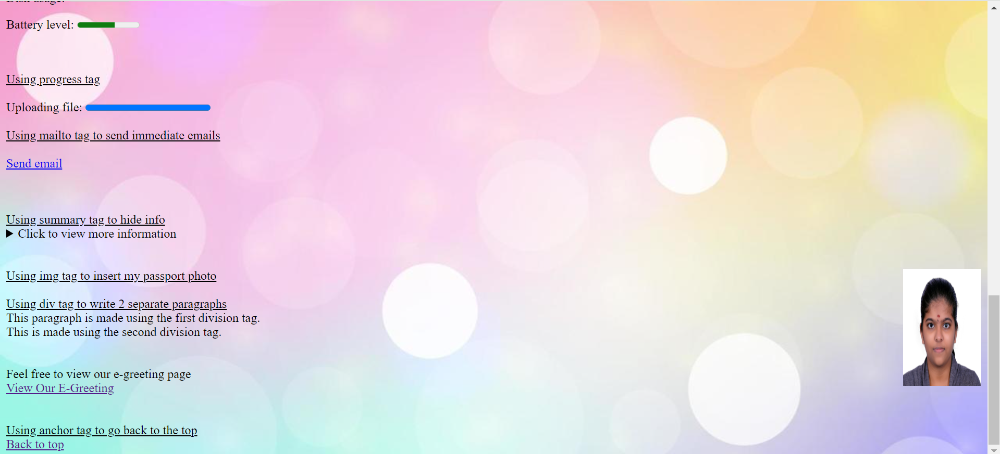 Battery level:
Using progress tag
Uploading file:
Using mailto tag to send immediate emails
Send email
Using summary tag to hide info
Click to view more information
Using img tag to insert my passport photo
Using div tag to write 2 separate paragraphs
This paragraph is made using the first division tag.
This is made using the second division tag.
Feel free to view our e-greeting page
View Our E-Greeting
Using anchor tag to go back to the top
Back to top